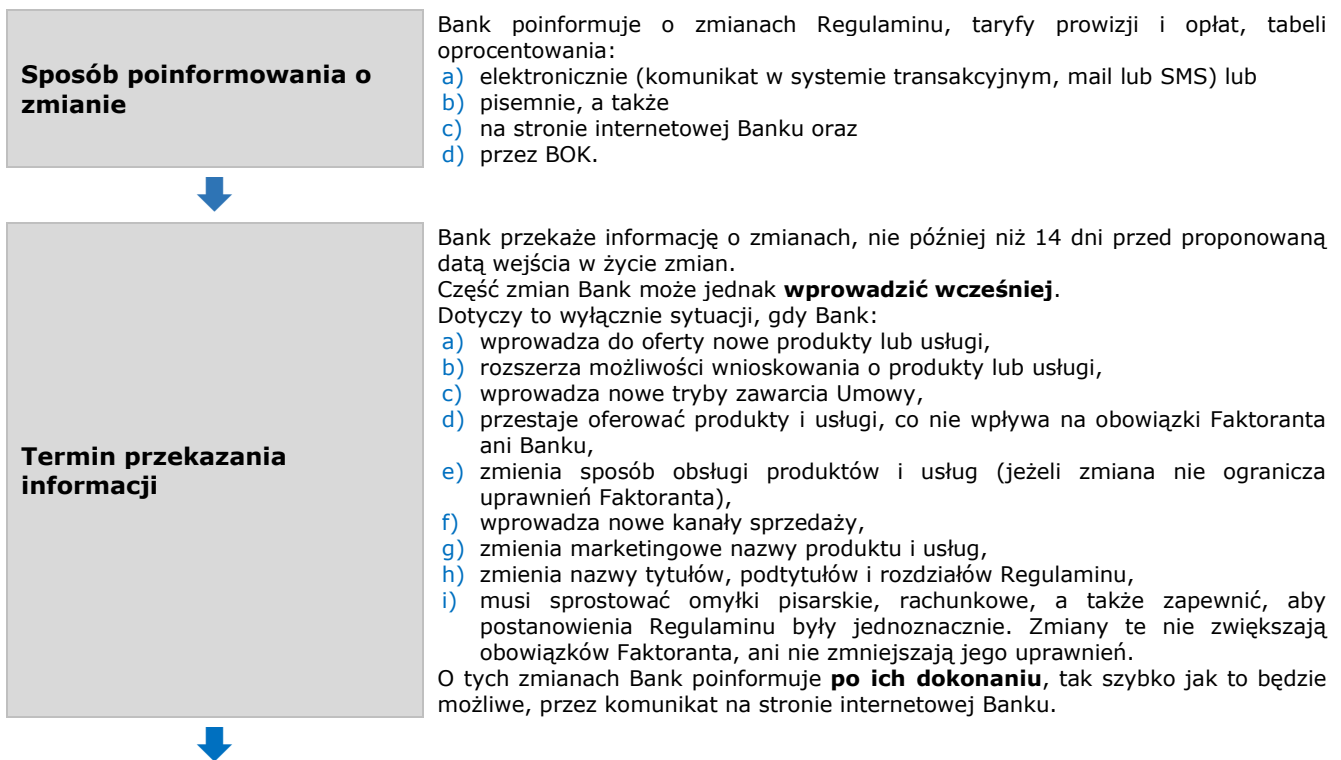 Sposób poinformowania o
zmianie
Bank poinformuje o zmianach Regulaminu, taryfy prowizji i opłat, tabeli
oprocentowania:
a) elektronicznie (komunikat w systemie transakcyjnym, mail lub SMS) lub
b) pisemnie, a także
c) na stronie internetowej Banku oraz
d) przez BOK.
Termin przekazania
informacji
Bank przekaże informację o zmianach, nie później niż 14 dni przed proponowaną
datą wejścia w życie zmian.
Część zmian Bank może jednak wprowadzić wcześniej.
Dotyczy to wyłącznie sytuacji, gdy Bank:
a) wprowadza do oferty nowe produkty lub usługi,
b) rozszerza możliwości wnioskowania o produkty lub usługi,
c) wprowadza nowe tryby zawarcia Umowy,
d) przestaje oferować produkty i usługi, co nie wpływa na obowiązki Faktoranta
ani Banku,
e) zmienia sposób obsługi produktów i usług (jeżeli zmiana nie ogranicza
uprawnień Faktoranta),
f) wprowadza nowe kanały sprzedaży,
g) zmienia marketingowe nazwy produktu i usług,
h) zmienia nazwy tytułów, podtytułów i rozdziałów Regulaminu,
i) musi sprostować omyłki pisarskie, rachunkowe, a także zapewnić, aby
postanowienia Regulaminu były jednoznacznie. Zmiany te nie zwiększają
obowiązków Faktoranta, ani nie zmniejszają jego uprawnień.
O tych zmianach Bank poinformuje po ich dokonaniu, tak szybko jak to będzie
możliwe, przez komunikat na stronie internetowej Banku.